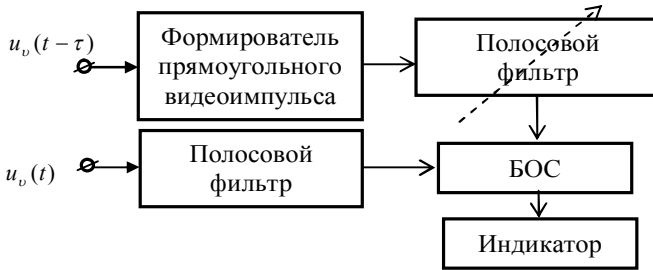 u_υ(t − τ)
Формирователь
прямоугольного
видеоимпульса
Полосовой
фильтр
u_υ(t)
Полосовой
фильтр
БОС
Индикатор